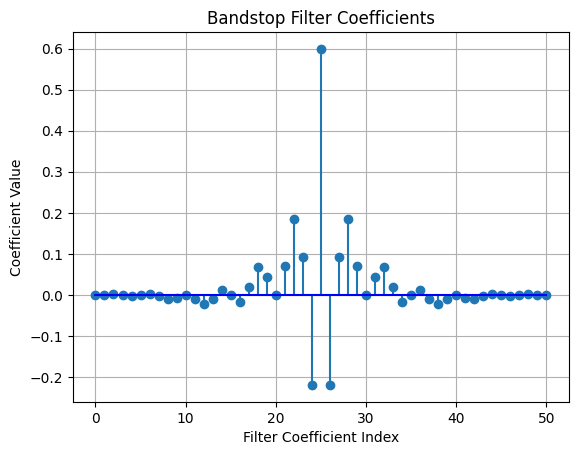 Bandstop Filter Coefficients
0.6
0.5
0.4
0.3
0.2
0.1
0.0
−0.1
−0.2
Coefficient Value
0 10 20 30 40 50
Filter Coefficient Index